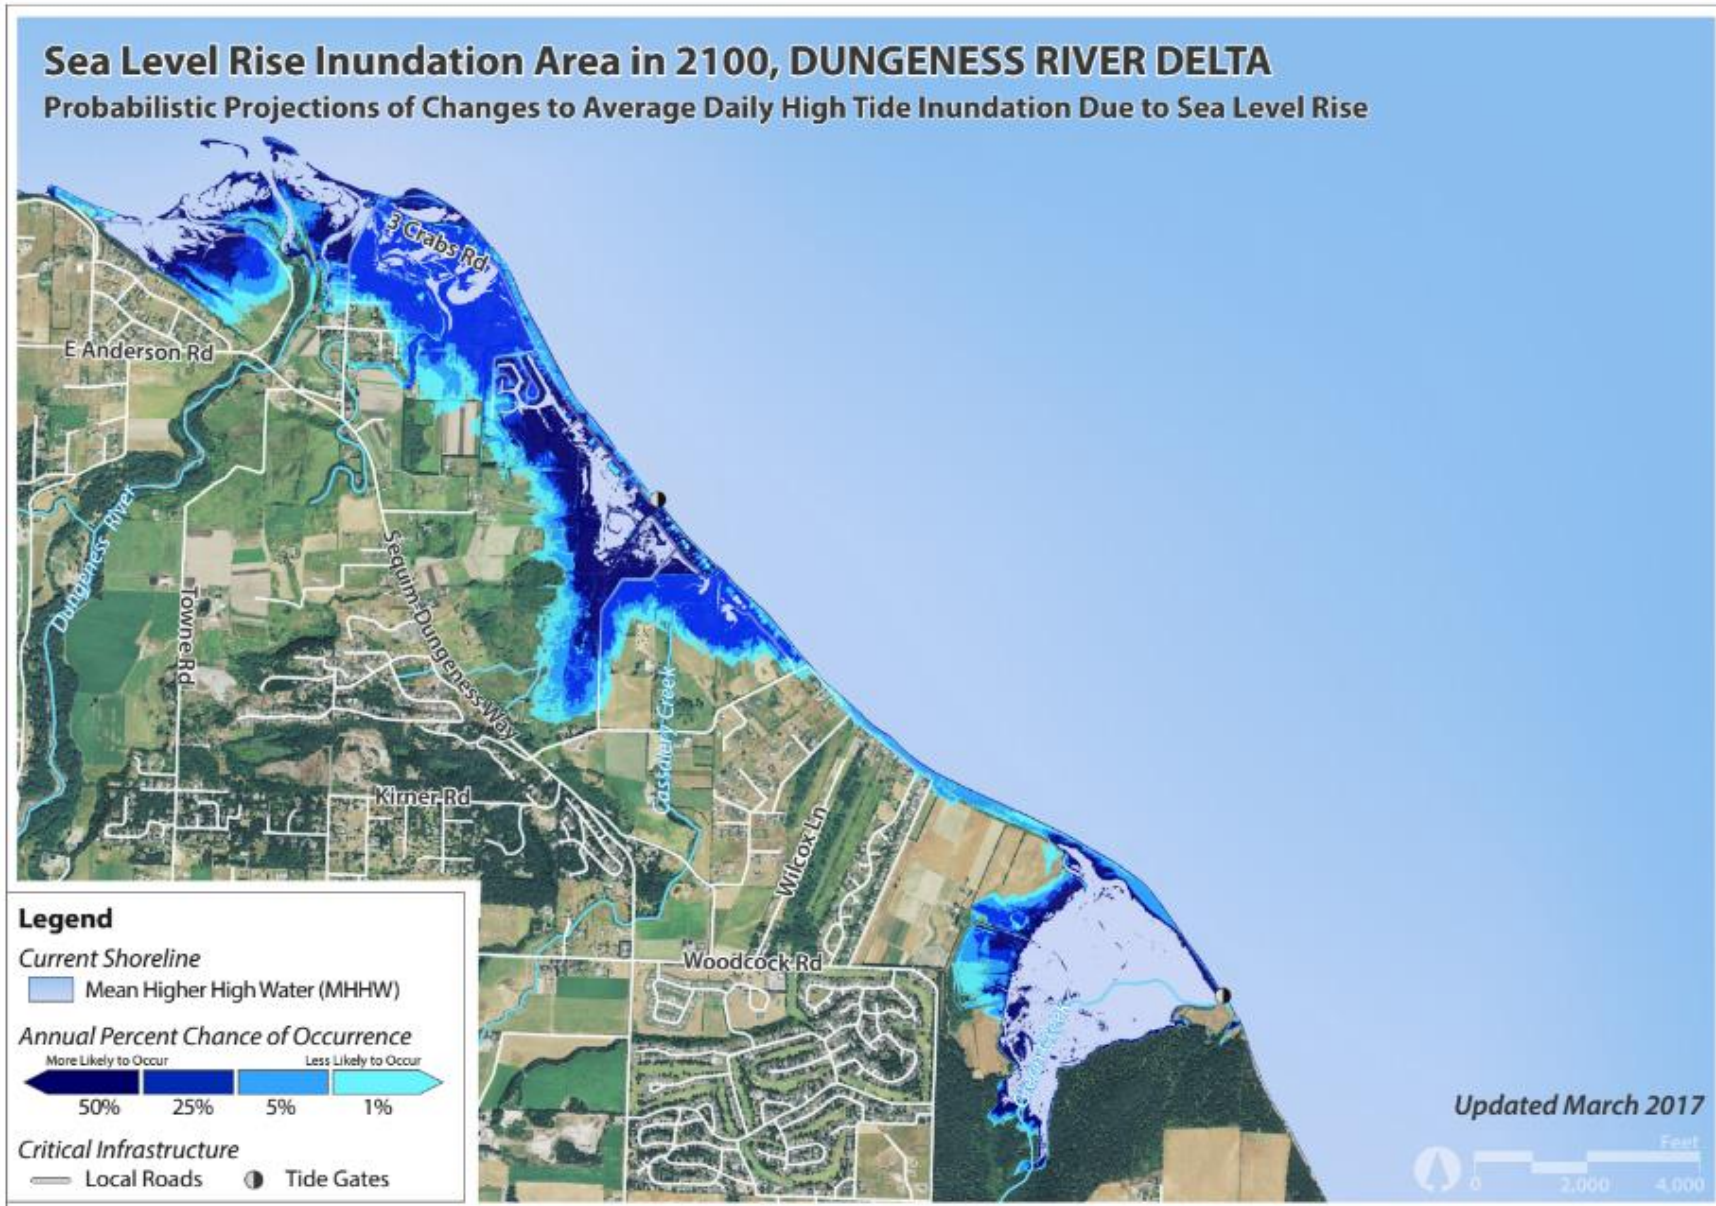 Sea Level Rise Inundation Area in 2100, DUNGENESS RIVER DELTA
Probabilistic Projections of Changes to Average Daily High Tide Inundation Due to Sea Level Rise
3 Crabs Rd
E Anderson Rd
Dungeness River
Towne Rd
Sequim-Dungeness Way
Cassalery Creek
Kirner Rd
Wilcox Ln
Woodcock Rd
Creek
Legend
Current Shoreline
Mean Higher High Water (MHHW)
Annual Percent Chance of Occurrence
More Likely to Occur Less Likely to Occur
50% 25% 5% 1%
Critical Infrastructure
Local Roads Tide Gates
Updated March 2017
Feet
0 2,000 4,000